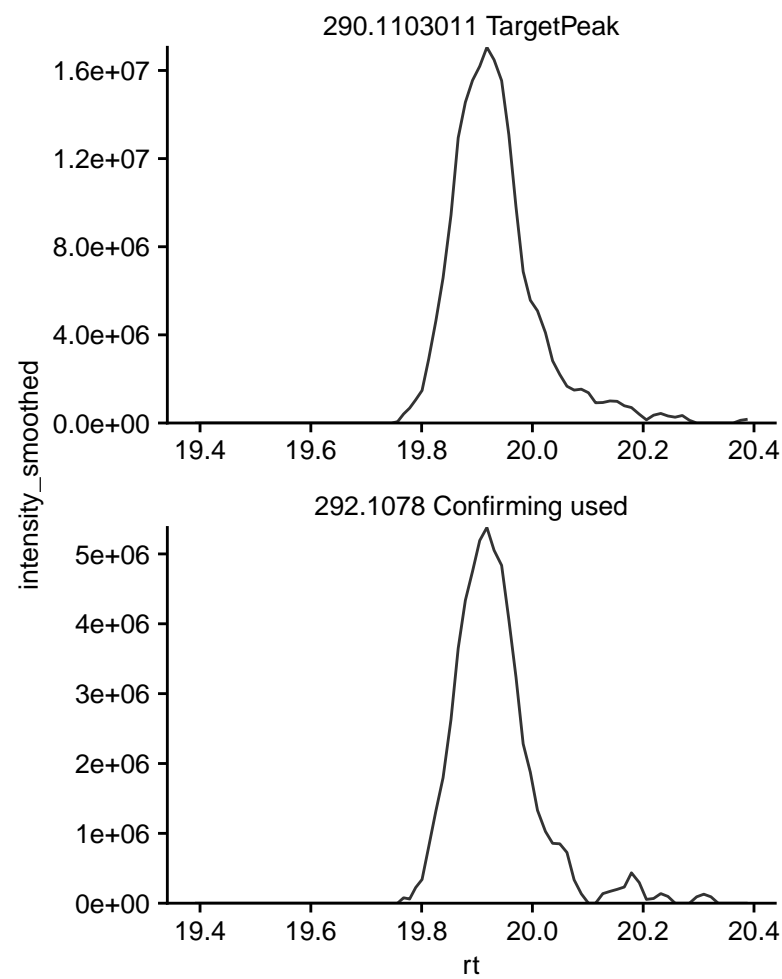 290.1103011 TargetPeak
1.6e+07
1.2e+07
8.0e+06
4.0e+06
0.0e+00
19.4 19.6 19.8 20.0 20.2 20.4
intensity_smoothed
292.1078 Confirming used
5e+06
4e+06
3e+06
2e+06
1e+06
0e+00
19.4 19.6 19.8 20.0 20.2 20.4
rt